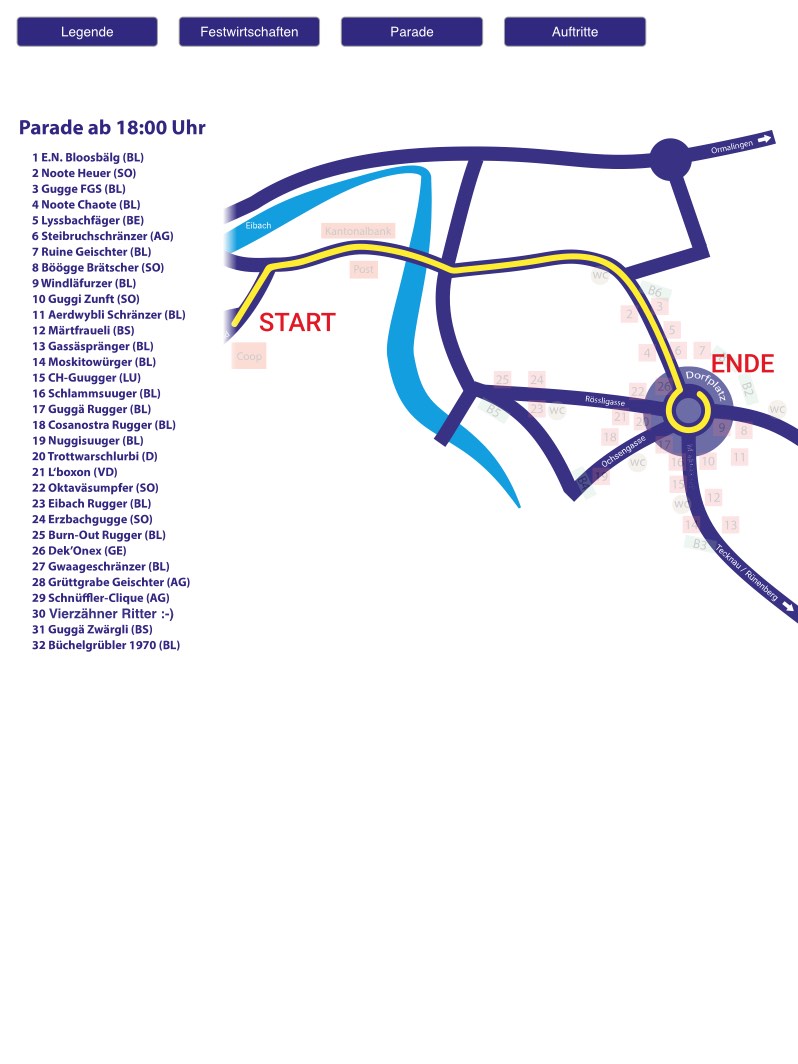 Legende
Festwirtschaften
Parade
Auftritte
Parade ab 18:00 Uhr
1 E.N. Bloosbälg (BL)
2 Noote Heuer (SO)
3 Gugge FGS (BL)
4 Noote Chaote (BL)
5 Lyssbachfäger (BE)
6 Steibruchschränzer (AG)
7 Ruine Geischter (BL)
8 Böögge Brätscher (SO)
9 Windläfurzer (BL)
10 Guggi Zunft (SO)
11 Aerdwybli Schränzer (BL)
12 Märtfraueli (BS)
13 Gassäspränger (BL)
14 Moskitowürger (BL)
15 CH-Guugger (LU)
16 Schlammsuuger (BL)
17 Guggä Rugger (BL)
18 Cosanostra Rugger (BL)
19 Nuggisuuger (BL)
20 Trottwarschlurbi (D)
21 L'boxon (VD)
22 Oktaväsumpfer (SO)
23 Eibach Rugger (BL)
24 Erzbachgugge (SO)
25 Burn-Out Rugger (BL)
26 Dek'Onex (GE)
27 Gwaageschränzer (BL)
28 Grüttgrabe Geischter (AG)
29 Schnüffler-Clique (AG)
30 Vierzähner Ritter :-)
31 Guggä Zwärgli (BS)
32 Büchelgrübler 1970 (BL)
Ormalingen
Eibach
Kantonalbank
Post
WC
B6
3
2
START
5
Coop
4
6
7
ENDE
Dorfplatz
B2
25
24
22
26
Rössligasse
B5
23
WC
21
20
WC
9
8
18
17
Ochsengasse
WC
16
10
11
19
15
WC
12
14
13
B3
Tecknau / Rünenberg